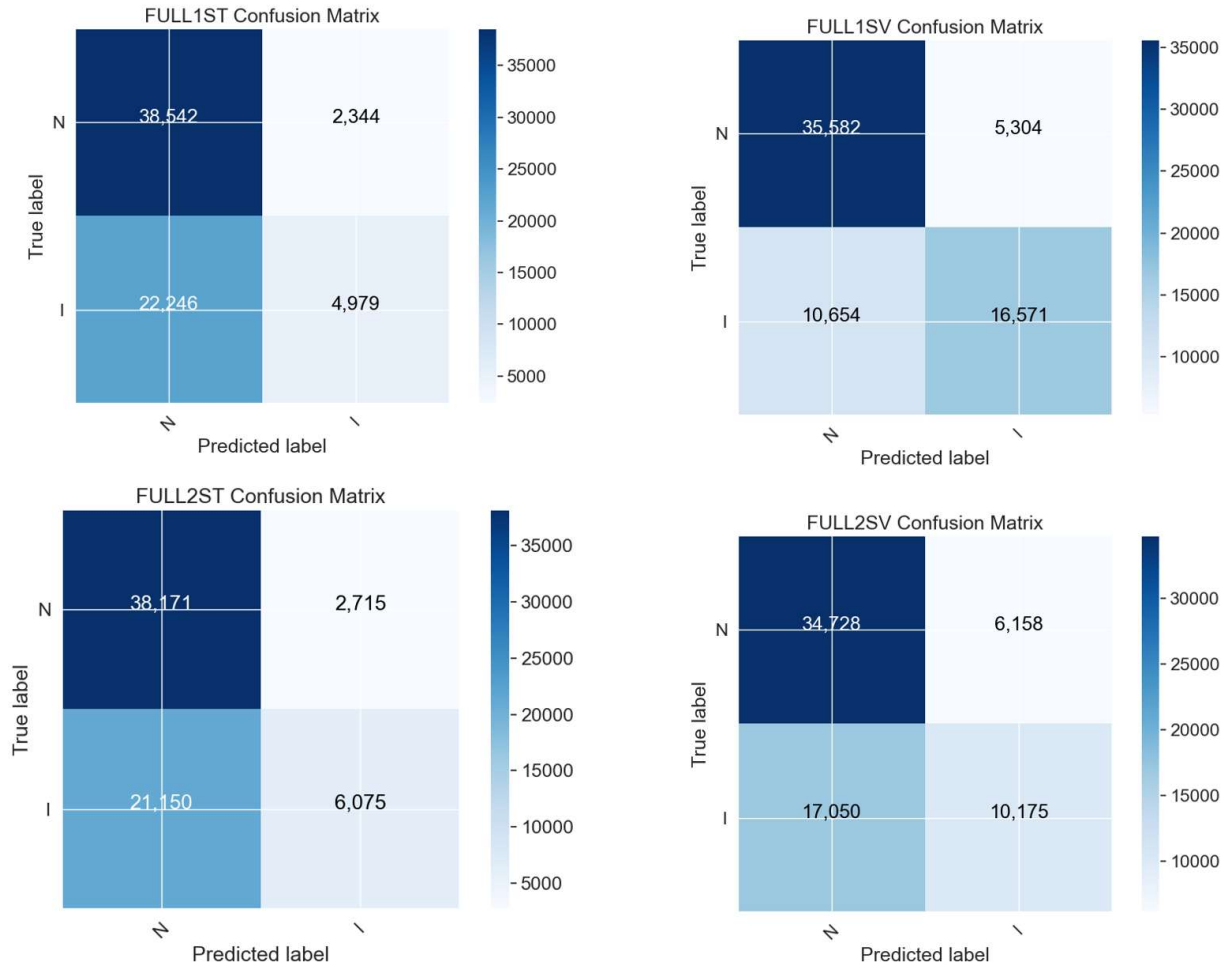 FULL1ST Confusion Matrix
N
38,542
2,344
I
22,246
4,979
True label
N
I
Predicted label
35000
30000
25000
20000
15000
10000
5000
FULL1SV Confusion Matrix
N
35,582
5,304
I
10,654
16,571
True label
N
I
Predicted label
35000
30000
25000
20000
15000
10000
FULL2ST Confusion Matrix
N
38,171
2,715
I
21,150
6,075
True label
N
I
Predicted label
35000
30000
25000
20000
15000
10000
5000
FULL2SV Confusion Matrix
N
34,728
6,158
I
17,050
10,175
True label
N
I
Predicted label
30000
25000
20000
15000
10000